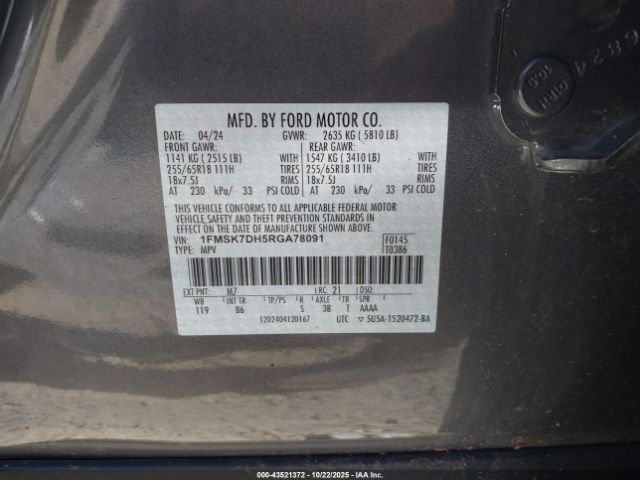 MFD. BY FORD MOTOR CO.
DATE: 04/24 GVWR: 2635 KG ( 5810 LB)
FRONT GAWR: REAR GAWR:
1141 KG ( 2515 LB) WITH 1547 KG ( 3410 LB) WITH
255/65R18 111H TIRES 255/65R18 111H TIRES
18x7.5J RIMS 18x7.5J RIMS
AT 230 kPa/ 33 PSI COLD AT 230 kPa/ 33 PSI COLD
THIS VEHICLE CONFORMS TO ALL APPLICABLE FEDERAL MOTOR
VEHICLE SAFETY AND BUMPER AND THEFT PREVENTION STANDARDS IN
EFFECT ON THE DATE OF MANUFACTURE SHOWN ABOVE.
VIN: 1FMSK7DH5RGA78091 F0145
TYPE: MPV T0386
EXT PNT: M7 RC: 21
WB INT TR TP/PS R AXLE TR SPR
119 86 S 3B T AAAA
1202404120167 UTC ▽ 5U5A-1520472-BA
000-43521372 | 10/22/2025 | IAA Inc.